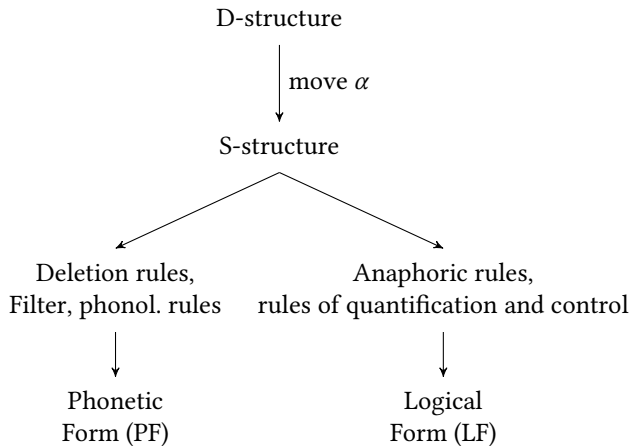 D-structure
move α
S-structure
Deletion rules,
Filter, phonol. rules
Anaphoric rules,
rules of quantification and control
Phonetic
Form (PF)
Logical
Form (LF)